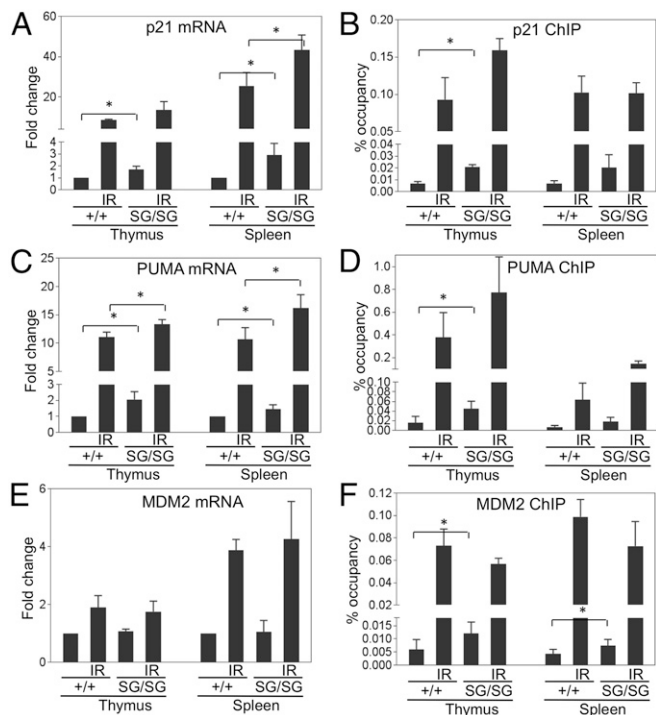 A
p21 mRNA
Fold change
60
40
20
4
3
2
1
0
* * *
IR IR IR IR
+/+ SG/SG +/+ SG/SG
Thymus Spleen
B
p21 ChIP
% occupancy
0.20
0.15
0.10
0.05
0.04
0.03
0.02
0.01
0.00
*
IR IR IR IR
+/+ SG/SG +/+ SG/SG
Thymus Spleen
C
PUMA mRNA
Fold change
25
20
15
10
5
3
2
1
0
* * * *
IR IR IR IR
+/+ SG/SG +/+ SG/SG
Thymus Spleen
D
PUMA ChIP
% occupancy
1.0
0.8
0.6
0.4
0.2
0.10
0.08
0.06
0.04
0.02
0.00
*
IR IR IR IR
+/+ SG/SG +/+ SG/SG
Thymus Spleen
E
MDM2 mRNA
Fold change
6
4
2
0
IR IR IR IR
+/+ SG/SG +/+ SG/SG
Thymus Spleen
F
MDM2 ChIP
% occupancy
0.12
0.10
0.08
0.06
0.04
0.02
0.015
0.010
0.005
0.000
* *
IR IR IR IR
+/+ SG/SG +/+ SG/SG
Thymus Spleen